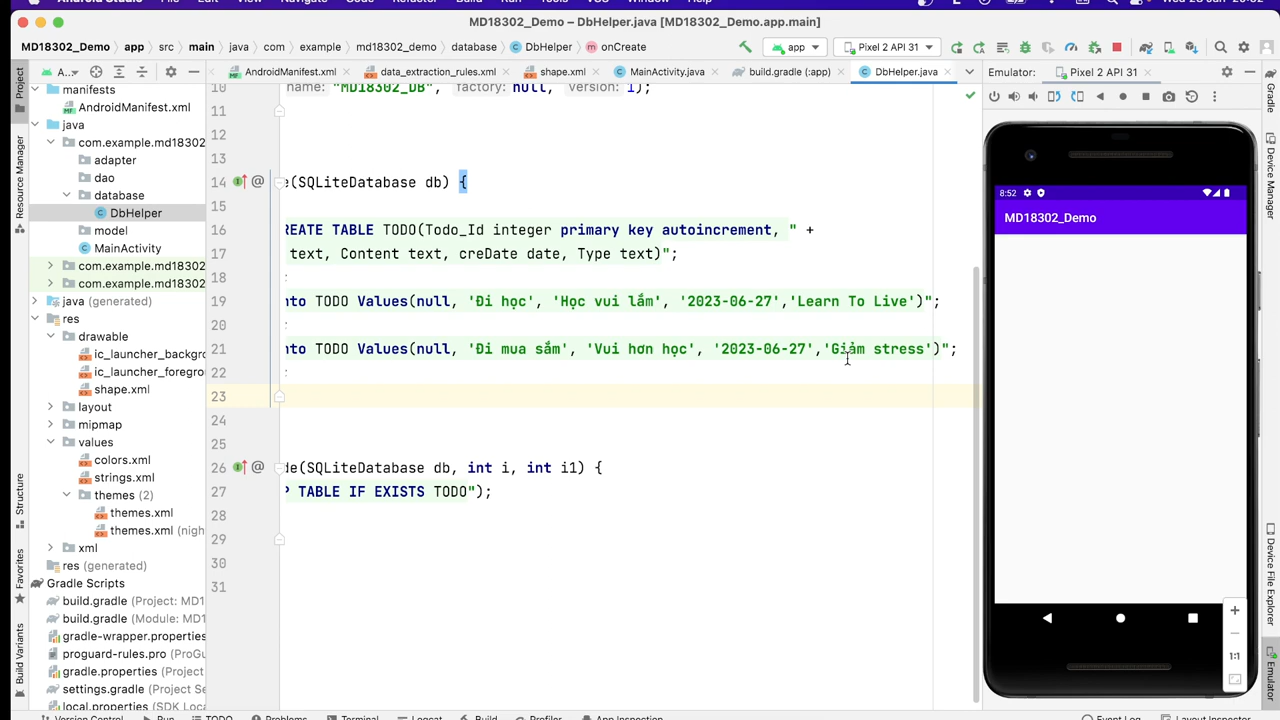 MD18302_Demo – DbHelper.java [MD18302_Demo.app.main]
MD18302_Demo app src main java com example md18302_demo database DbHelper onCreate
app Pixel 2 API 31
Project A... AndroidManifest.xml data_extraction_rules.xml shape.xml MainActivity.java build.gradle (:app) DbHelper.java Emulator: Pixel 2 API 31
manifests
AndroidManifest.xml
java
com.example.md18302
adapter
dao
database
DbHelper
model
MainActivity
com.example.md18302
com.example.md18302
java (generated)
res
drawable
ic_launcher_backgro
ic_launcher_foregro
shape.xml
layout
mipmap
values
colors.xml
strings.xml
themes (2)
themes.xml
themes.xml (nigh
xml
res (generated)
Gradle Scripts
build.gradle (Project: MD1
build.gradle (Module: MD1
gradle-wrapper.properties
proguard-rules.pro (ProGu
gradle.properties
settings.gradle (Project Se
local.properties (SDK Loc
10 name: "MD18302_DB", factory: null, version: 1);
11
12
13
14 @ e(SQLiteDatabase db) {
15
16 REATE TABLE TODO(Todo_Id integer primary key autoincrement, " +
17 text, Content text, creDate date, Type text)";
18 ;
19 nto TODO Values(null, 'Đi học', 'Học vui lắm', '2023-06-27','Learn To Live')";
20 ;
21 nto TODO Values(null, 'Đi mua sắm', 'Vui hơn học', '2023-06-27','Giảm stress')";
22 ;
23
24
25
26 @ de(SQLiteDatabase db, int i, int i1) {
27 P TABLE IF EXISTS TODO");
28
29
30
31
8:52
MD18302_Demo
1:1
Resource Manager
Structure
Favorites
Build Variants
Gradle
Device Manager
Device File Explorer
Emulator
Version Control Run TODO Problems Terminal Logcat Build Profiler App Inspection Event Log Layout Inspector